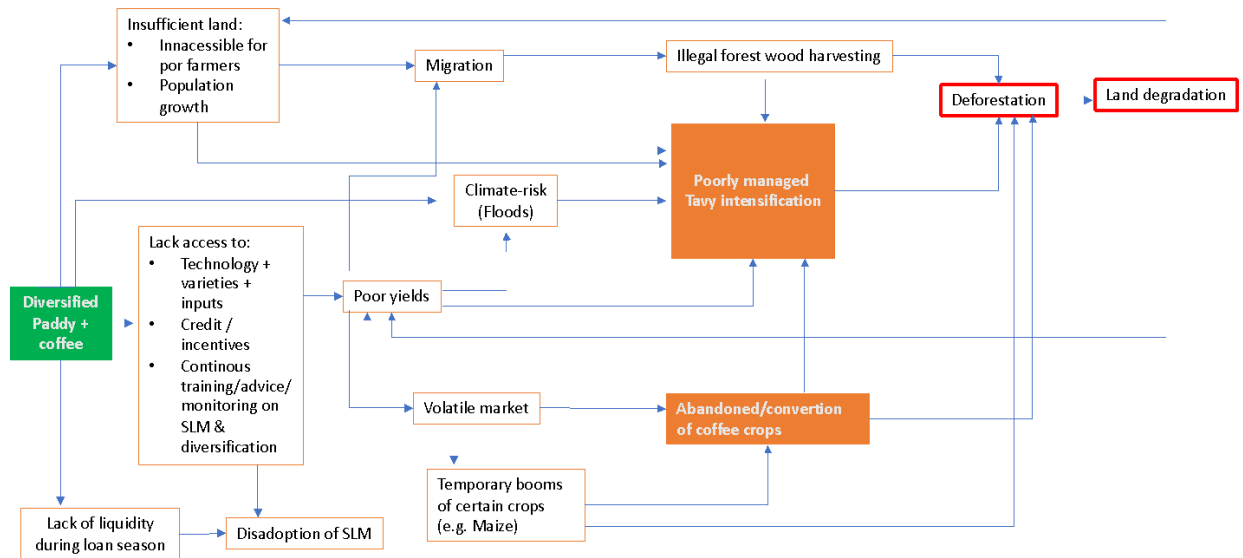 Insufficient land:
• Innacessible for
por farmers
• Population
growth
Migration
Illegal forest wood harvesting
Deforestation
Land degradation
Climate-risk
(Floods)
Poorly managed
Tavy intensification
Lack access to:
• Technology +
varieties +
inputs
• Credit /
incentives
• Continous
training/advice/
monitoring on
SLM &
diversification
Diversified
Paddy +
coffee
Poor yields
Volatile market
Abandoned/convertion
of coffee crops
Temporary booms
of certain crops
(e.g. Maize)
Lack of liquidity
during loan season
Disadoption of SLM